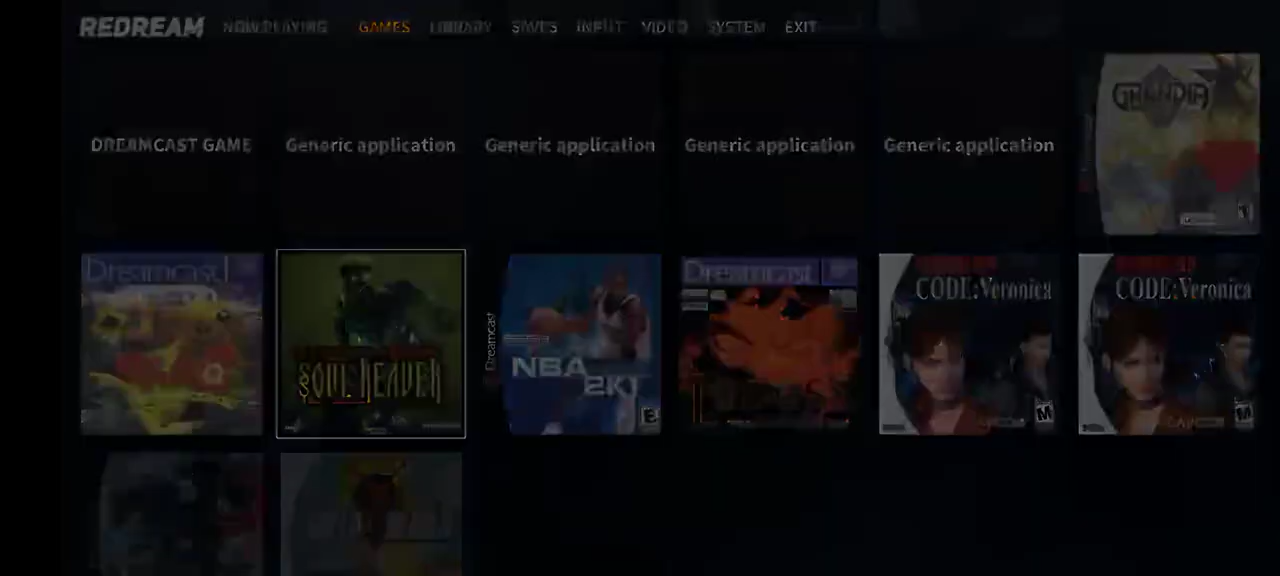 REDREAM NOW PLAYING GAMES LIBRARY SAVES INPUT VIDEO SYSTEM EXIT
DREAMCAST GAME
Generic application
Generic application
Generic application
Generic application
GRANDIA
Dreamcast
SOUL REAVER
Dreamcast
NBA
2K1
E
Dreamcast
CODE:Veronica
M
CODE:Veronica
M